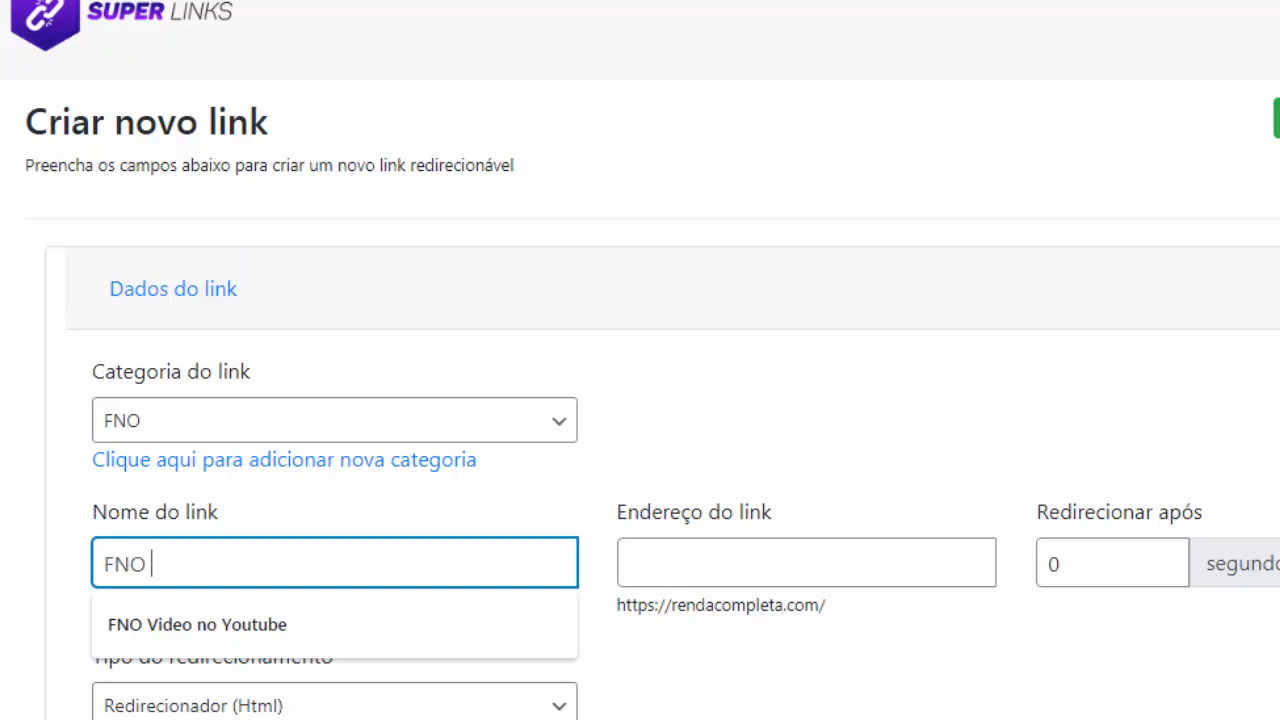 SUPER LINKS
Criar novo link
Preencha os campos abaixo para criar um novo link redirecionável
Dados do link
Categoria do link
FNO
Clique aqui para adicionar nova categoria
Nome do link
Endereço do link
Redirecionar após
FNO
0
segundo
https://rendacompleta.com/
FNO Video no Youtube
Tipo do redirecionamento
Redirecionador (Html)